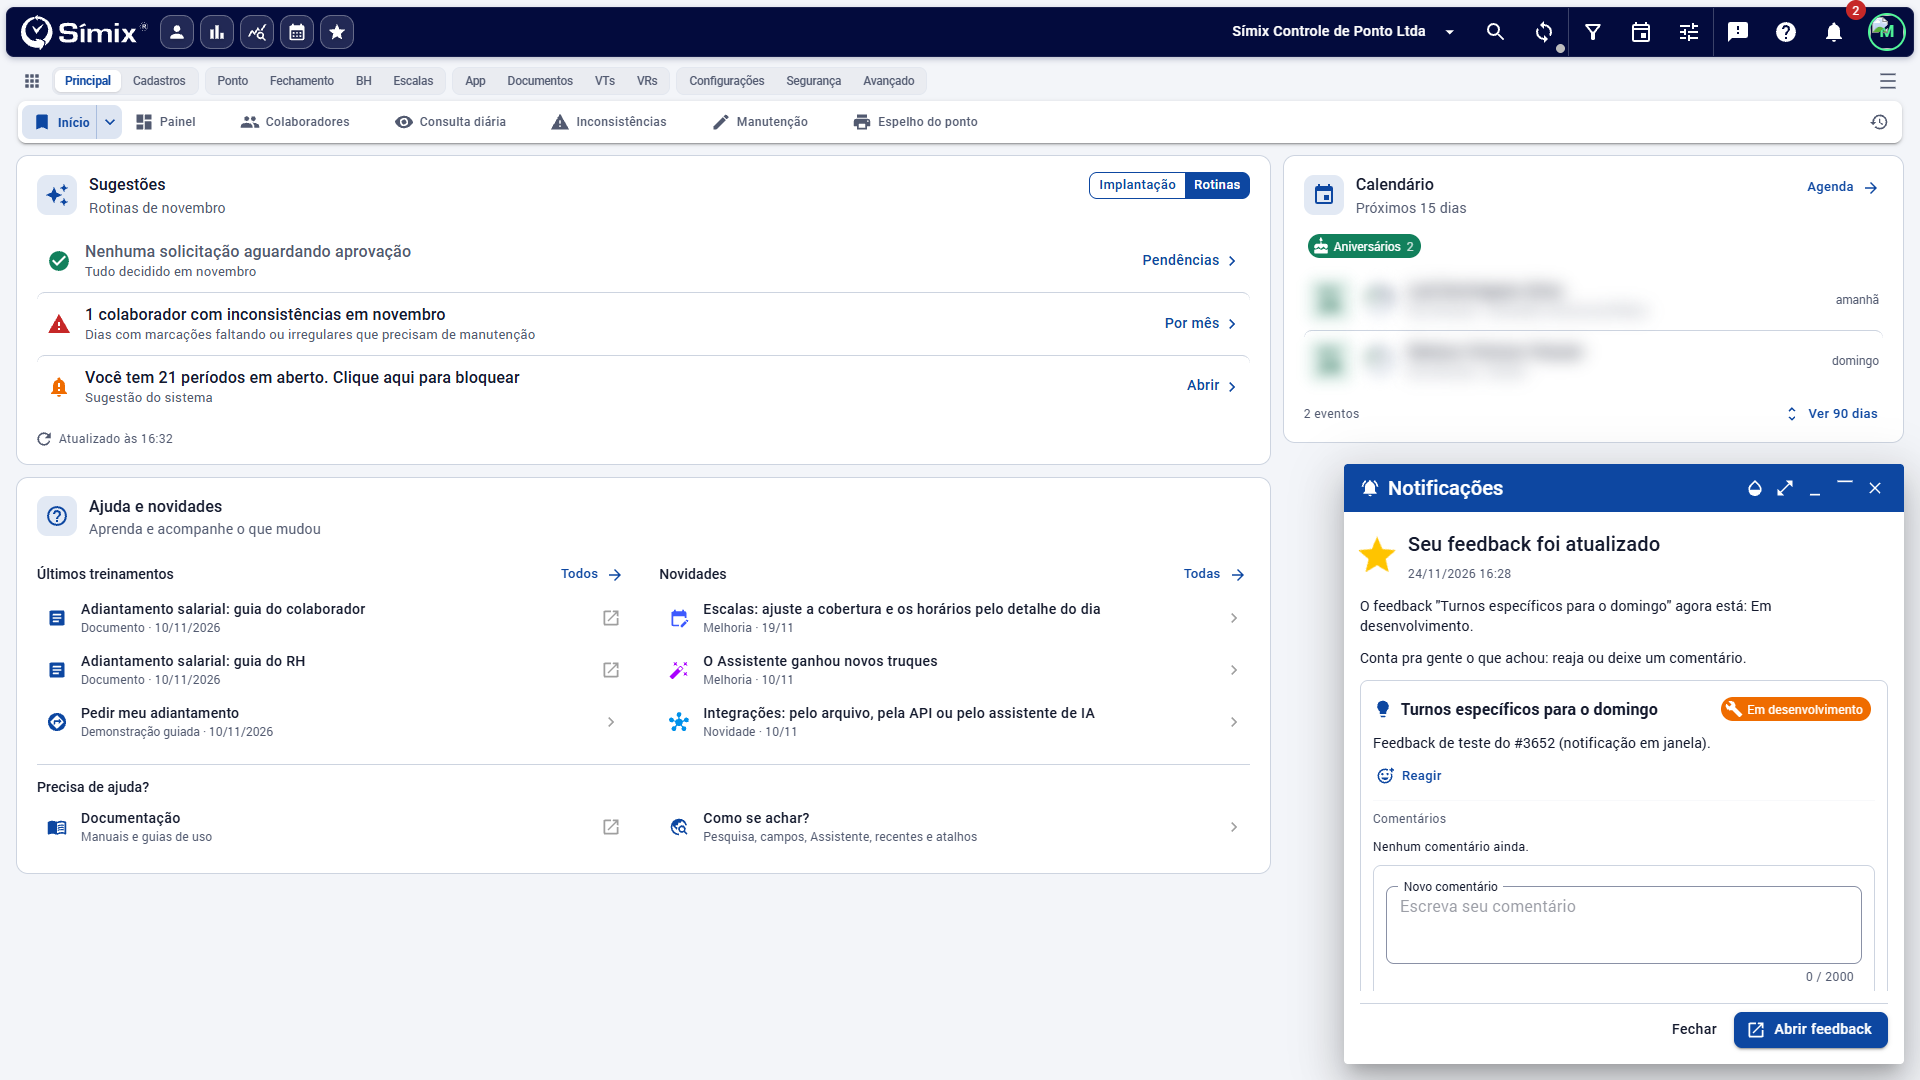 Símix®
Símix Controle de Ponto Ltda
2
M
Principal
Cadastros
Ponto
Fechamento
BH
Escalas
App
Documentos
VTs
VRs
Configurações
Segurança
Avançado
Início
Painel
Colaboradores
Consulta diária
Inconsistências
Manutenção
Espelho do ponto
Sugestões
Rotinas de novembro
Implantação
Rotinas
Nenhuma solicitação aguardando aprovação
Tudo decidido em novembro
Pendências
1 colaborador com inconsistências em novembro
Dias com marcações faltando ou irregulares que precisam de manutenção
Por mês
Você tem 21 períodos em aberto. Clique aqui para bloquear
Sugestão do sistema
Abrir
Atualizado às 16:32
Calendário
Próximos 15 dias
Agenda
Aniversários 2
amanhã
domingo
2 eventos
Ver 90 dias
Ajuda e novidades
Aprenda e acompanhe o que mudou
Últimos treinamentos
Todos
Adiantamento salarial: guia do colaborador
Documento · 10/11/2026
Adiantamento salarial: guia do RH
Documento · 10/11/2026
Pedir meu adiantamento
Demonstração guiada · 10/11/2026
Novidades
Todas
Escalas: ajuste a cobertura e os horários pelo detalhe do dia
Melhoria · 19/11
O Assistente ganhou novos truques
Melhoria · 10/11
Integrações: pelo arquivo, pela API ou pelo assistente de IA
Novidade · 10/11
Precisa de ajuda?
Documentação
Manuais e guias de uso
Como se achar?
Pesquisa, campos, Assistente, recentes e atalhos
Notificações
Seu feedback foi atualizado
24/11/2026 16:28
O feedback "Turnos específicos para o domingo" agora está: Em
desenvolvimento.
Conta pra gente o que achou: reaja ou deixe um comentário.
Turnos específicos para o domingo
Em desenvolvimento
Feedback de teste do #3652 (notificação em janela).
Reagir
Comentários
Nenhum comentário ainda.
Novo comentário
Escreva seu comentário
0 / 2000
Fechar
Abrir feedback